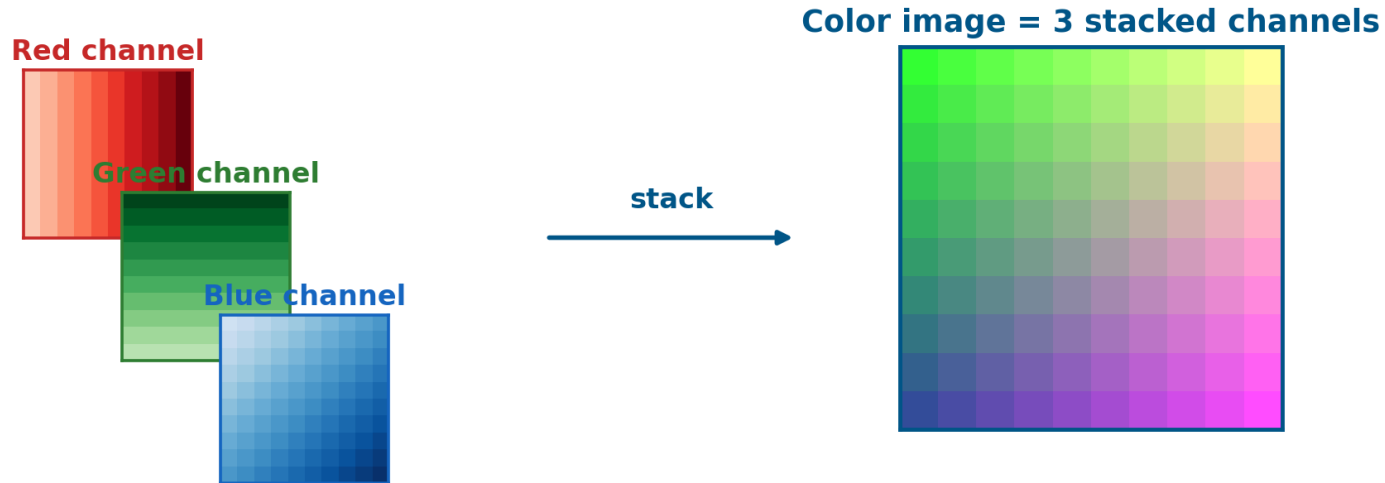 Color image = 3 stacked channels
Red channel
Green channel
stack
Blue channel